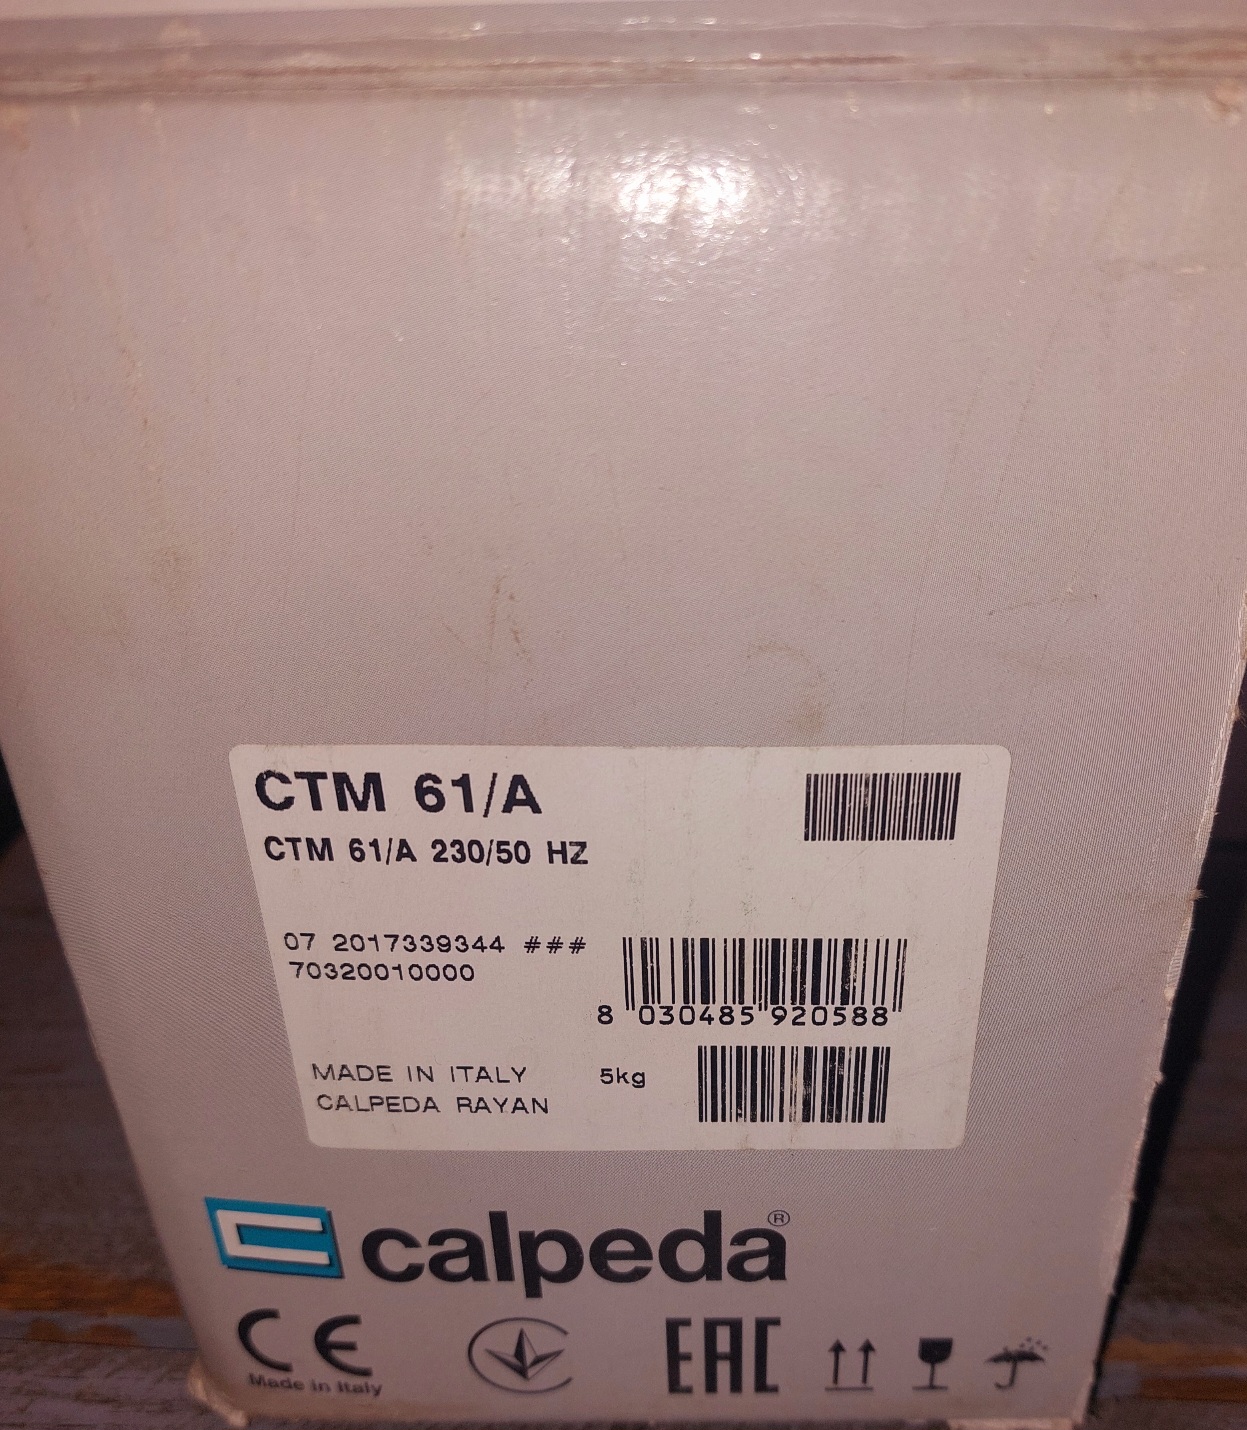 CTM 61/A
CTM 61/A 230/50 HZ
07 2017339344 ###
70320010000
8 030485 920588
MADE IN ITALY 5kg
CALPEDA RAYAN
calpeda®
CE
Made in Italy
EAC